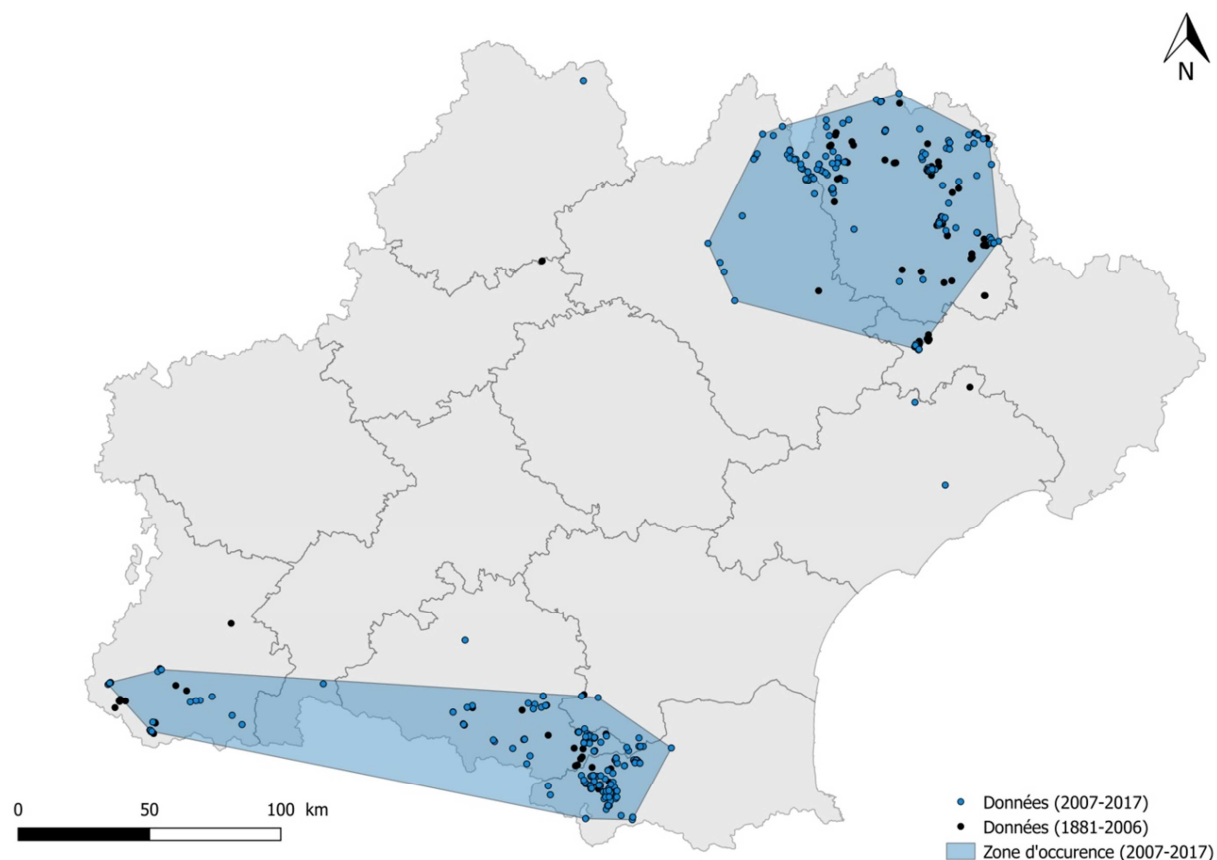 N
0 50 100 km
Données (2007-2017)
Données (1881-2006)
Zone d'occurence (2007-2017)